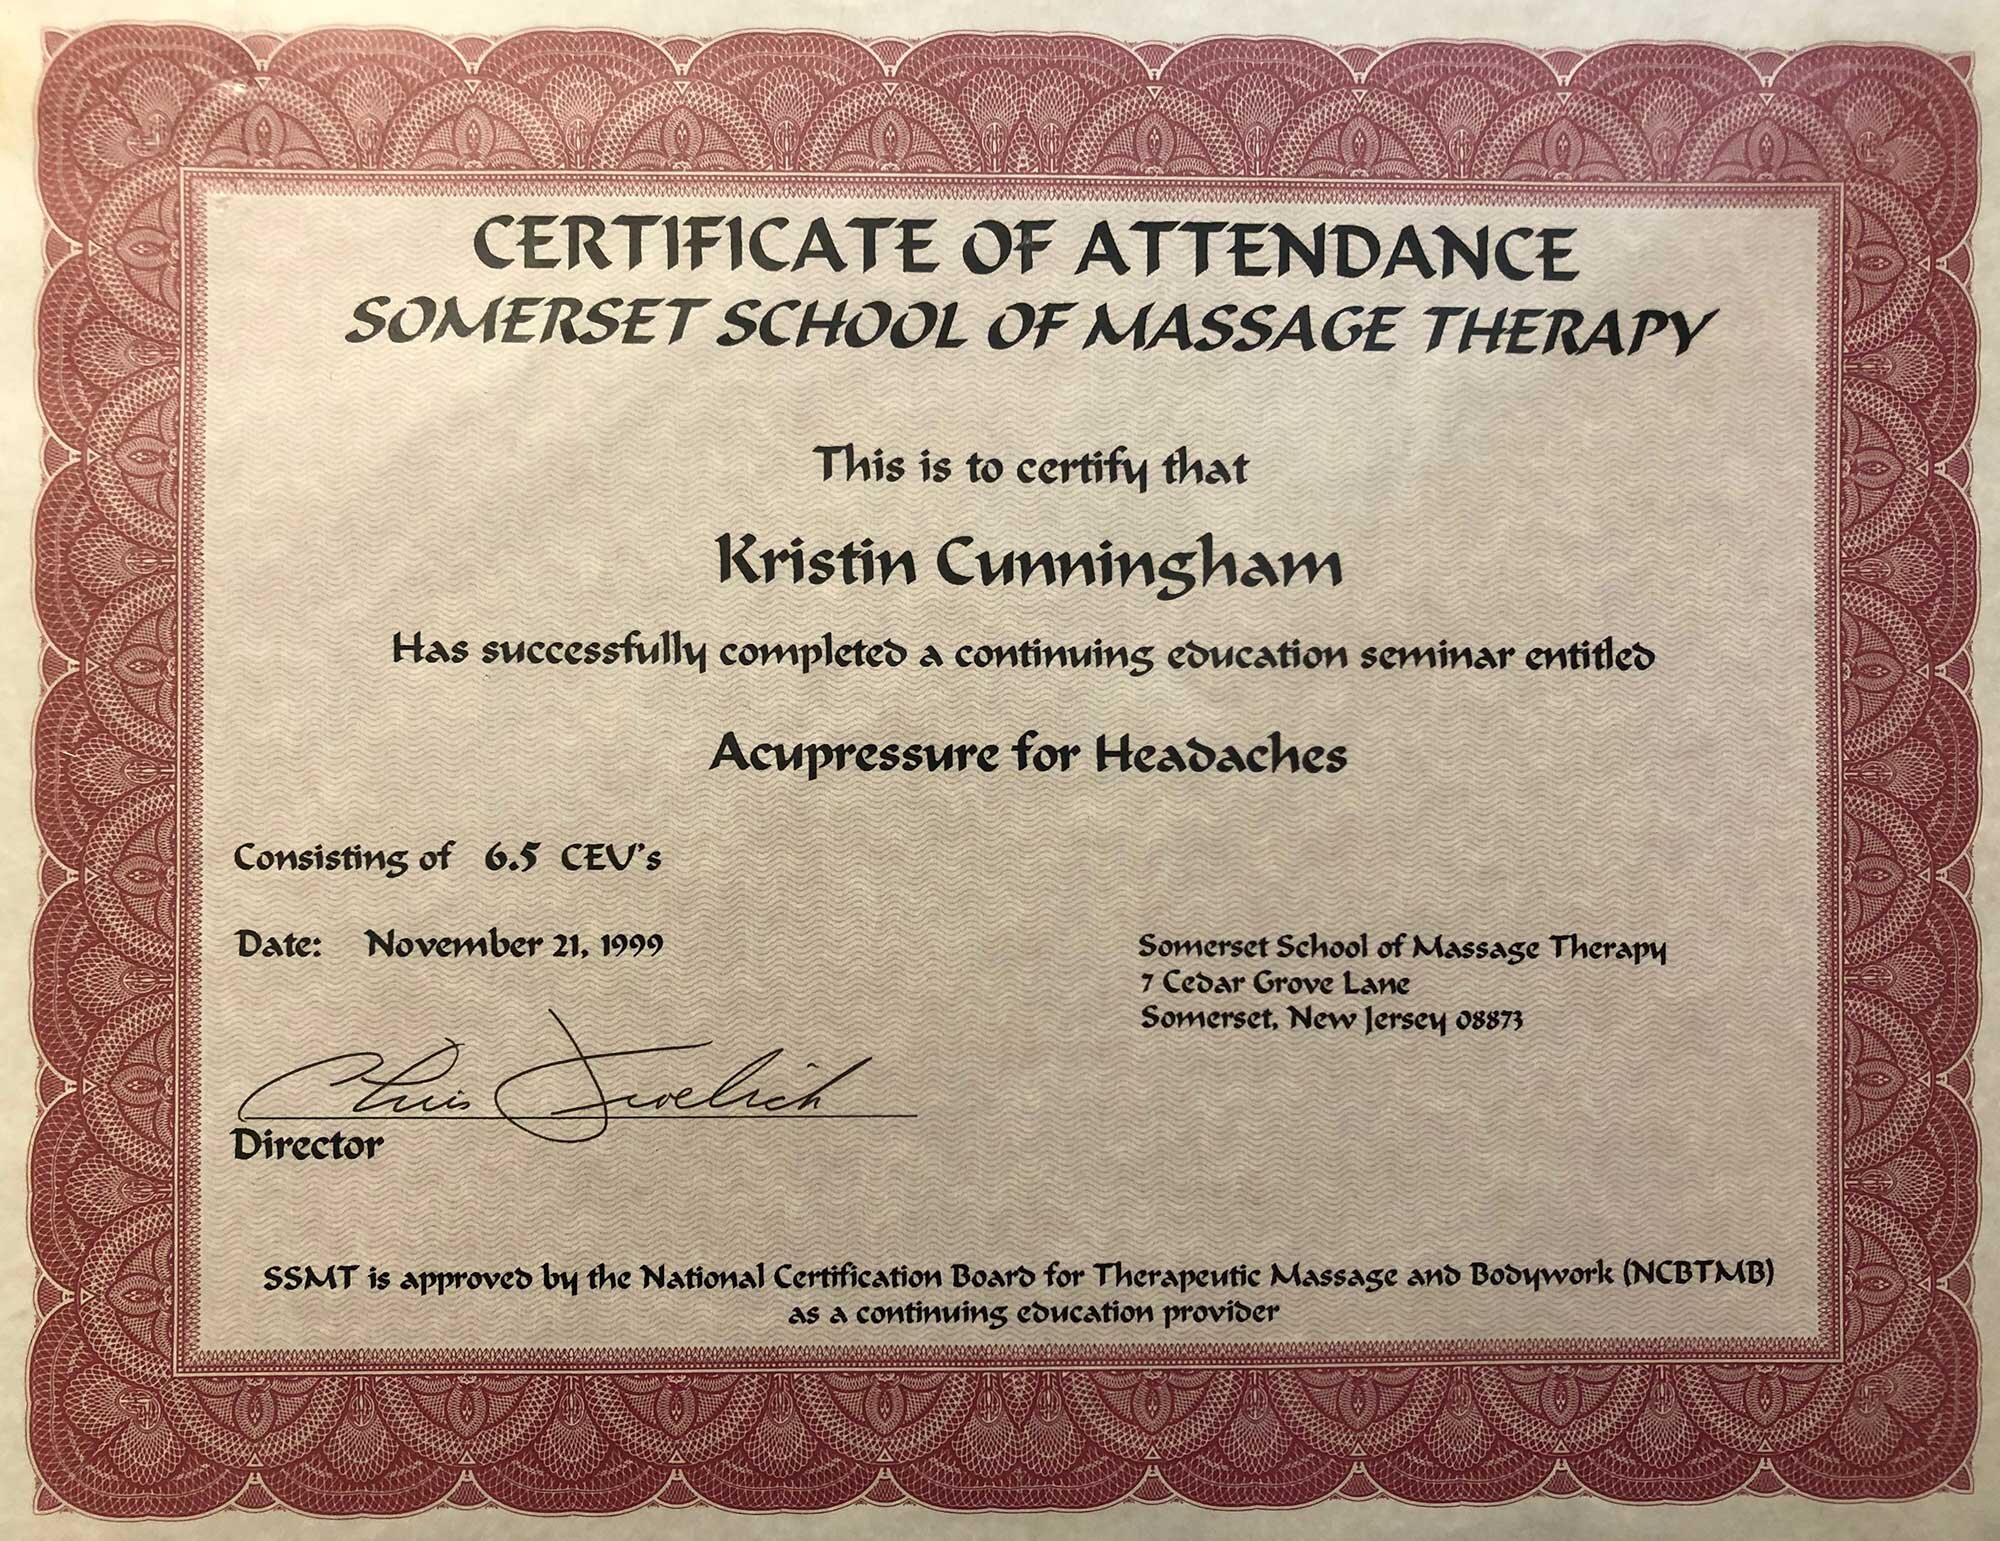 CERTIFICATE OF ATTENDANCE
SOMERSET SCHOOL OF MASSAGE THERAPY
This is to certify that
Kristin Cunningham
Has successfully completed a continuing education seminar entitled
Acupressure for Headaches
Consisting of 6.5 CEU's
Date: November 21, 1999
Somerset School of Massage Therapy
7 Cedar Grove Lane
Somerset, New Jersey 08873
Chris Froelich
Director
SSMT is approved by the National Certification Board for Therapeutic Massage and Bodywork (NCBTMB)
as a continuing education provider